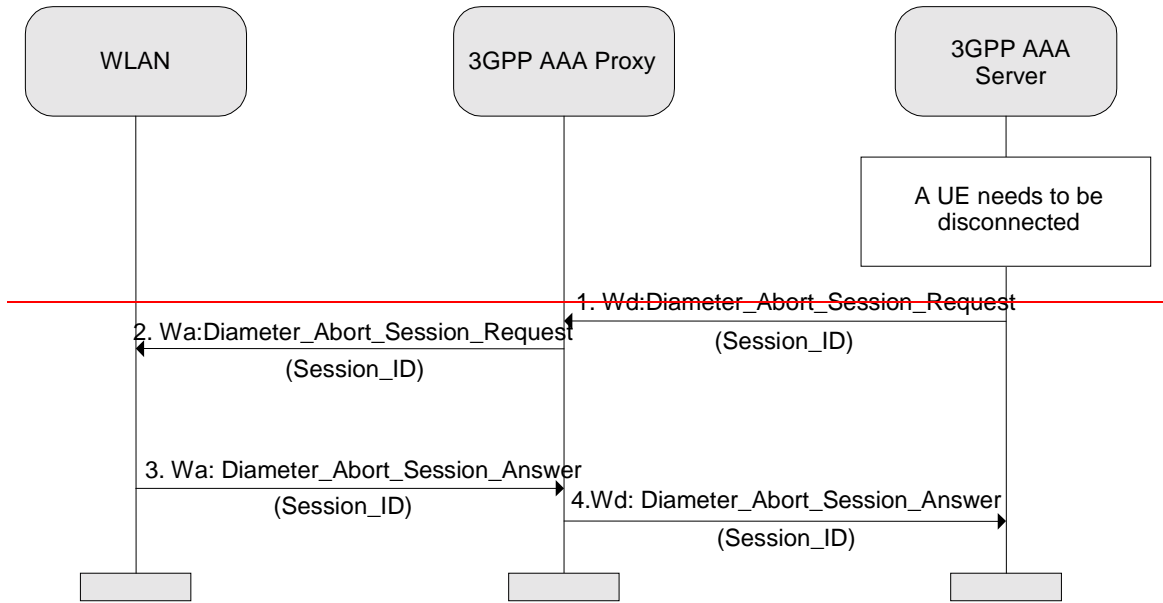 WLAN
3GPP AAA Proxy
3GPP AAA
Server
A UE needs to be
disconnected
1. Wd:Diameter_Abort_Session_Request
(Session_ID)
2. Wa:Diameter_Abort_Session_Request
(Session_ID)
3. Wa: Diameter_Abort_Session_Answer
(Session_ID)
4.Wd: Diameter_Abort_Session_Answer
(Session_ID)